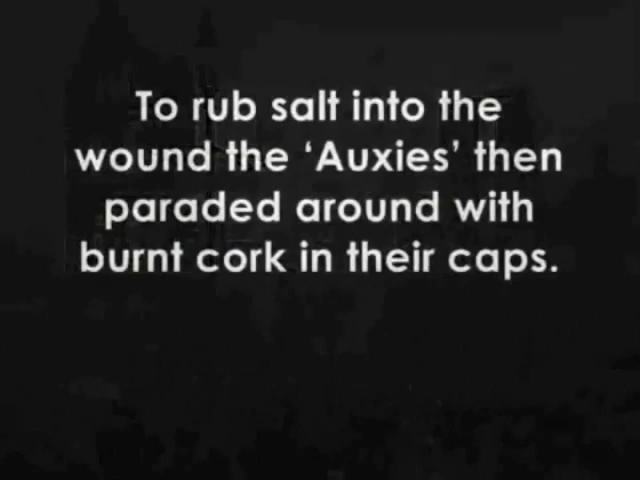 To rub salt into the
wound the ‘Auxies’ then
paraded around with
burnt cork in their caps.